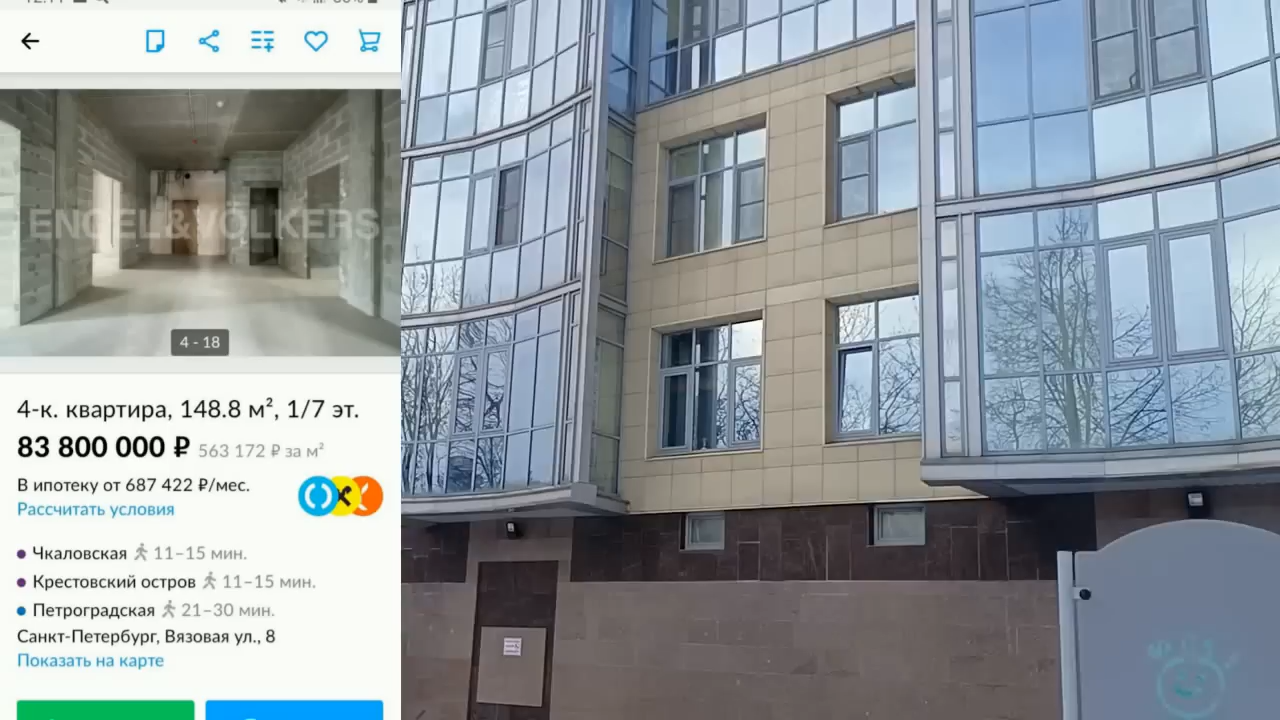 ENGEL&VÖLKERS
4 - 18
4-к. квартира, 148.8 м², 1/7 эт.
83 800 000 ₽ 563 172 ₽ за м²
В ипотеку от 687 422 ₽/мес.
Рассчитать условия
Чкаловская 11–15 мин.
Крестовский остров 11–15 мин.
Петроградская 21–30 мин.
Санкт-Петербург, Вязовая ул., 8
Показать на карте